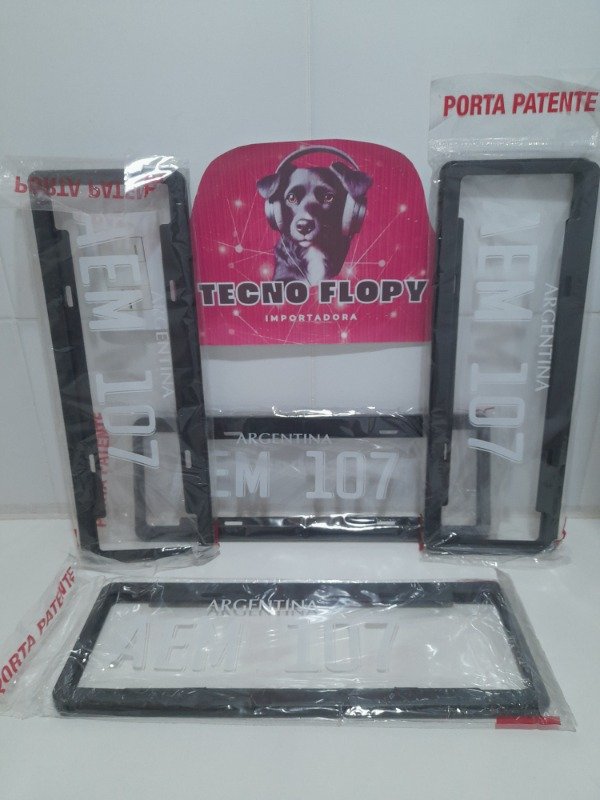 PORTA PATENTE
PORTA PATENTE
AEM 107
ARGENTINA
TECNO FLOPY
IMPORTADORA
AEM 107
ARGENTINA
ARGENTINA
AEM 107
PORTA PATENTE
ARGENTINA
AEM 107